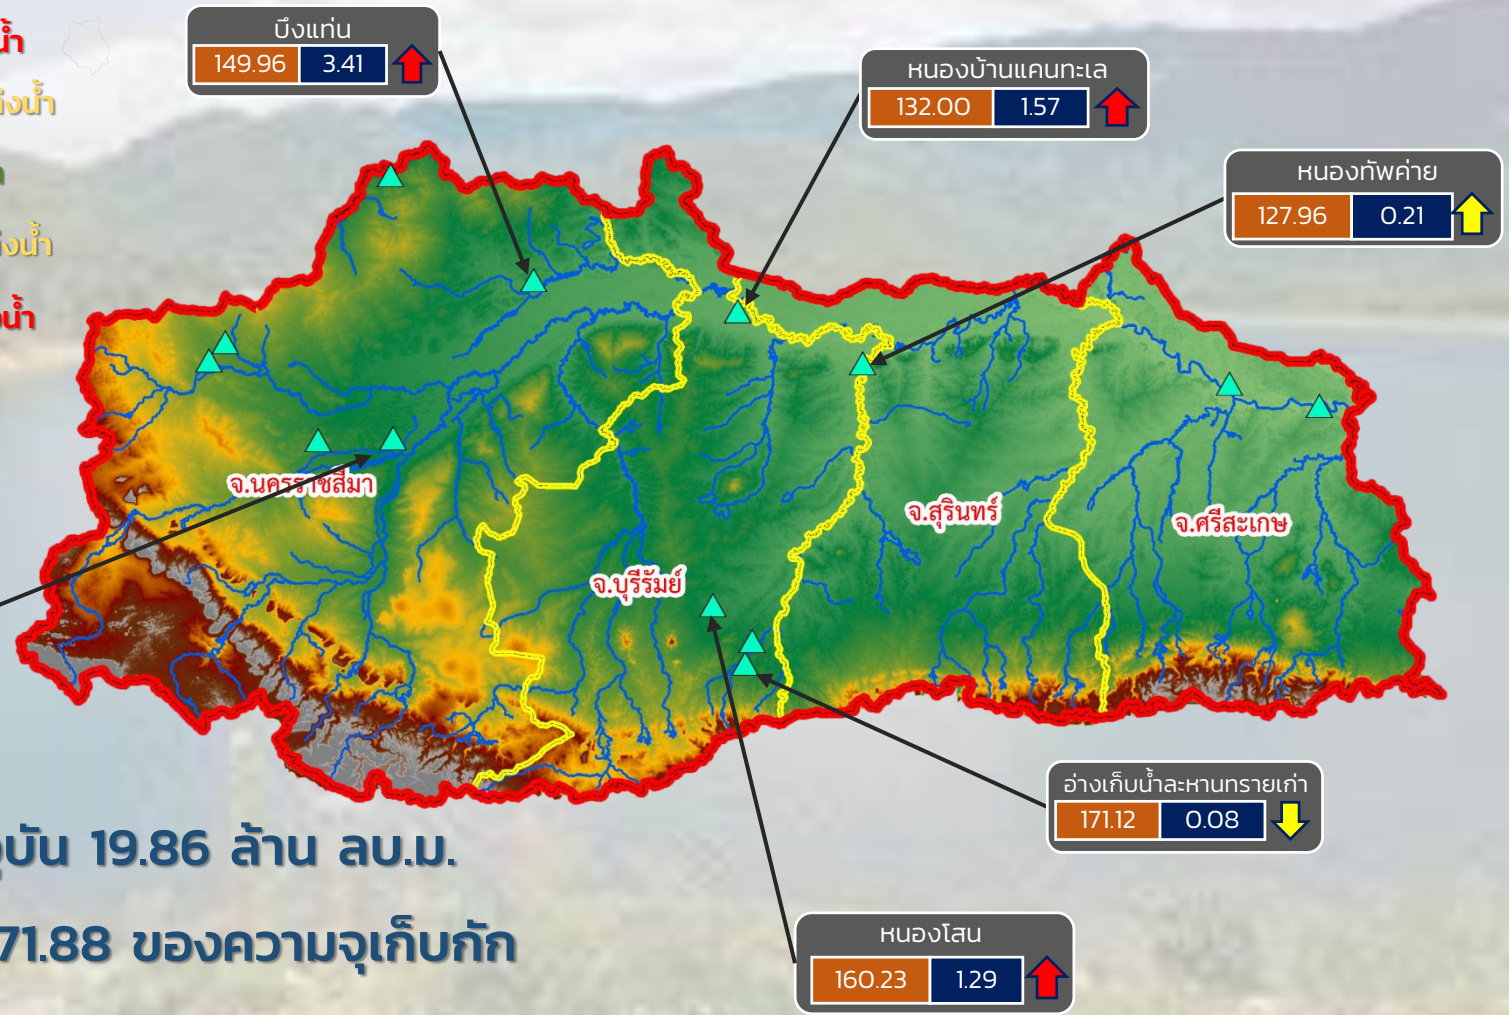 น้ำ
บึงแท่น
149.96 3.41
หนองบ้านแคนทะเล
132.00 1.57
หนองทัพค่าย
127.96 0.21
จ.นครราชสีมา
จ.บุรีรัมย์
จ.สุรินทร์
จ.ศรีสะเกษ
อ่างเก็บน้ำละหานทรายเก่า
171.12 0.08
19.86 ล้าน ลบ.ม.
71.88 ของความจุเก็บกัก
หนองโสน
160.23 1.29